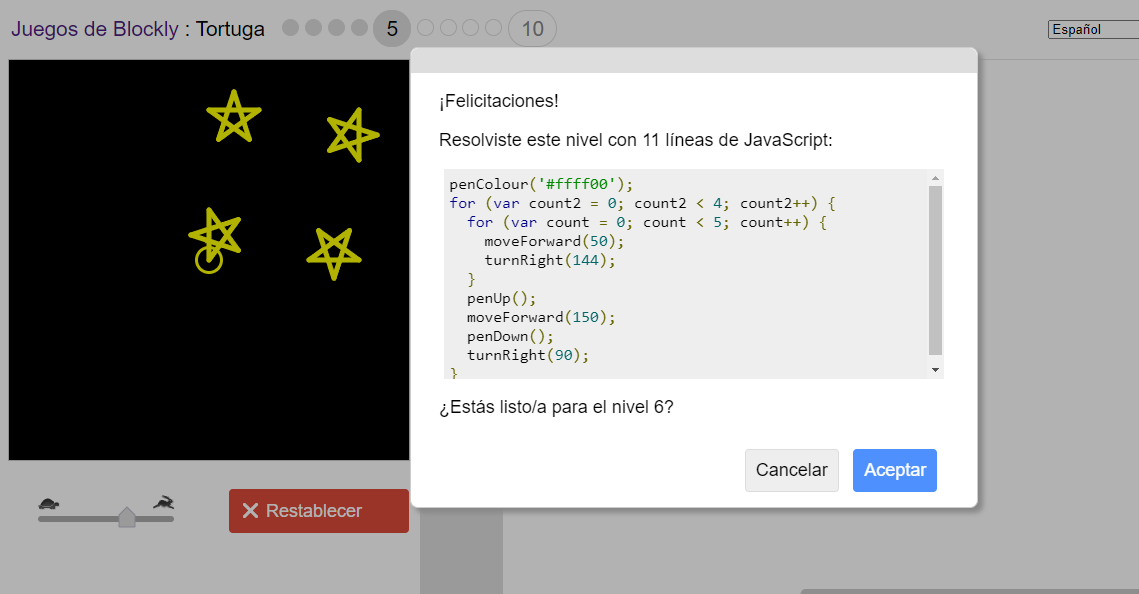 Juegos de Blockly : Tortuga 5 10 Español
¡Felicitaciones!
Resolviste este nivel con 11 líneas de JavaScript:
penColour('#ffff00');
for (var count2 = 0; count2 < 4; count2++) {
  for (var count = 0; count < 5; count++) {
    moveForward(50);
    turnRight(144);
  }
  penUp();
  moveForward(150);
  penDown();
  turnRight(90);
}
¿Estás listo/a para el nivel 6?
Cancelar Aceptar
Restablecer